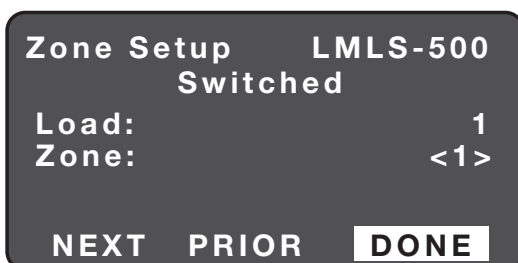 Zone Setup LMLS-500
Switched
Load: 1
Zone: <1>
NEXT PRIOR DONE